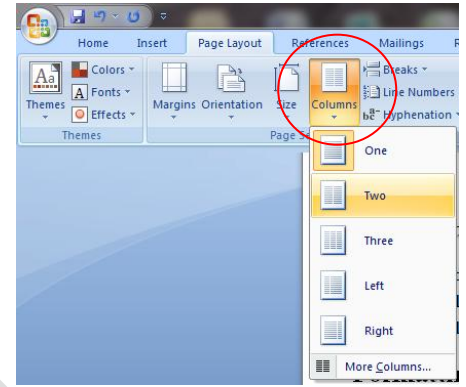 Home Insert Page Layout References Mailings
Colors
Fonts
Effects
Themes
Margins Orientation Size Columns
Breaks
Line Numbers
Hyphenation
Themes
Page
One
Two
Three
Left
Right
More Columns...